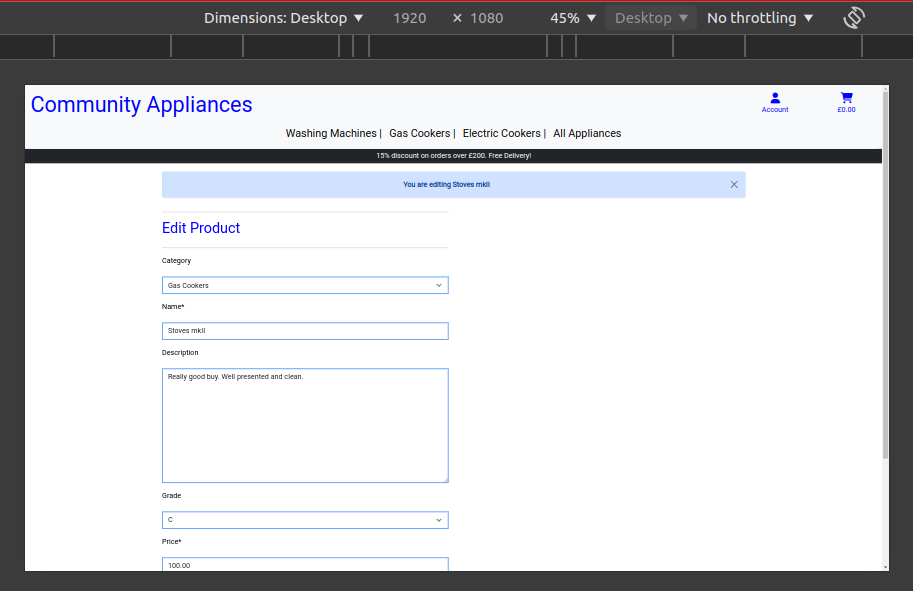 Dimensions: Desktop ▼ 1920 × 1080 45% ▼ Desktop ▼ No throttling ▼
Community Appliances
Account £0.00
Washing Machines | Gas Cookers | Electric Cookers | All Appliances
15% discount on orders over £200. Free Delivery!
You are editing Stoves mkII
Edit Product
Category
Gas Cookers
Name*
Stoves mkII
Description
Really good buy. Well presented and clean.
Grade
C
Price*
100.00